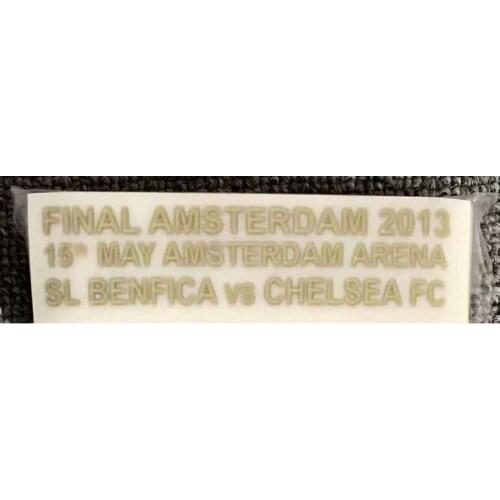 FINAL AMSTERDAM 2013
15th MAY AMSTERDAM ARENA
SL BENFICA vs CHELSEA FC